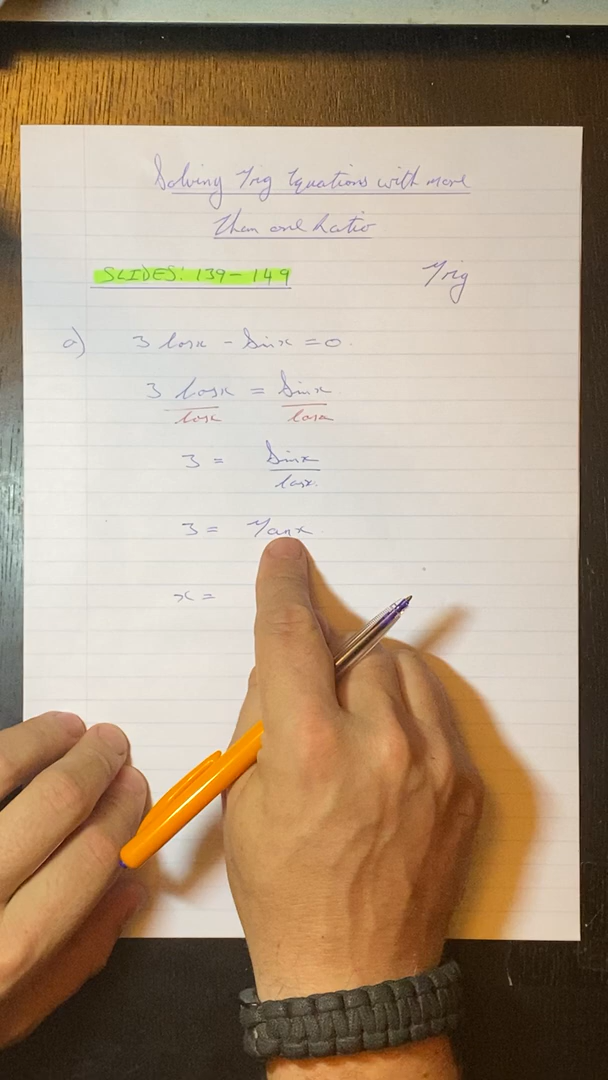 Solving Trig Equations with more
Than one Ratio
SLIDES: 139-149
Trig
a) 3 Cosx - Sinx = 0.
3 Cosx = Sinx
Cosx Cosx
3 = Sinx
Cosx.
3 = Tanx
x =